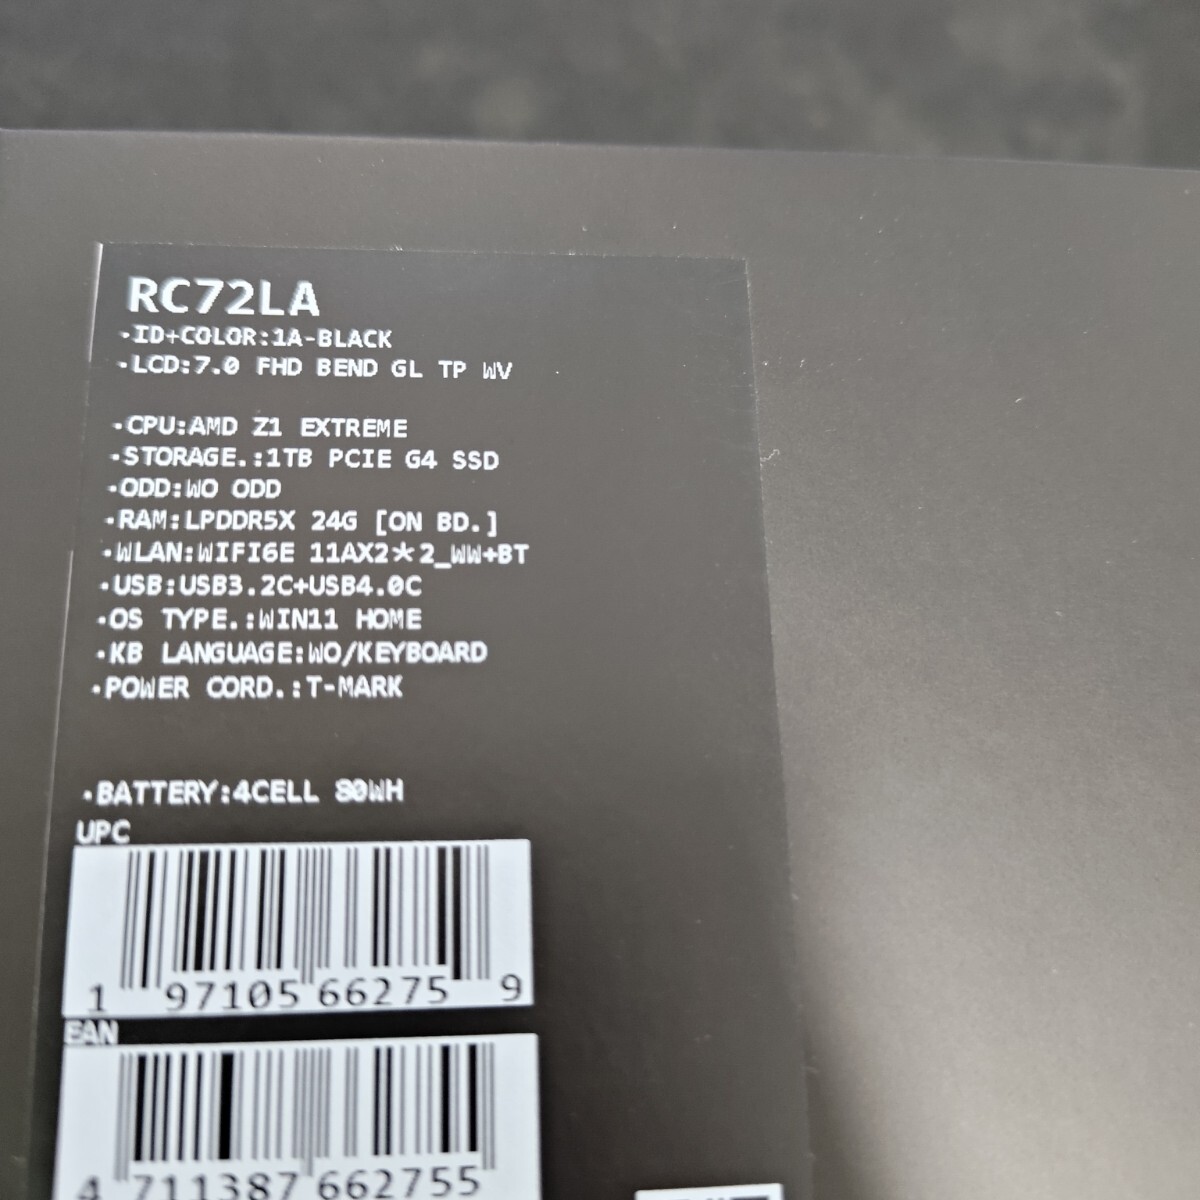 RC72LA
·ID+COLOR:1A-BLACK
·LCD:7.0 FHD BEND GL TP WV
·CPU:AMD Z1 EXTREME
·STORAGE.:1TB PCIE G4 SSD
·ODD:WO ODD
·RAM:LPDDR5X 24G [ON BD.]
·WLAN:WIFI6E 11AX2*2_WW+BT
·USB:USB3.2C+USB4.0C
·OS TYPE.:WIN11 HOME
·KB LANGUAGE:WO/KEYBOARD
·POWER CORD.:T-MARK
·BATTERY:4CELL 80WH
UPC
1 97105 66275 9
EAN
4 711387 662755